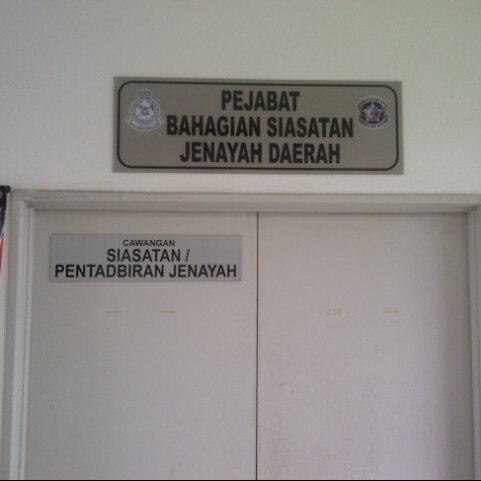 PEJABAT
BAHAGIAN SIASATAN
JENAYAH DAERAH
CAWANGAN
SIASATAN /
PENTADBIRAN JENAYAH